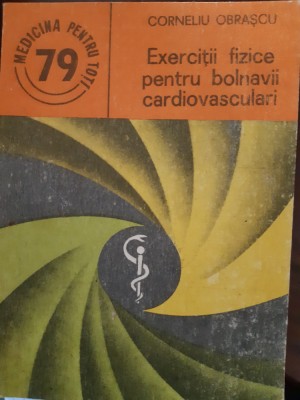 CORNELIU OBRAȘCU
MEDICINA PENTRU TOȚI
79
Exerciții fizice
pentru bolnavii
cardiovasculari